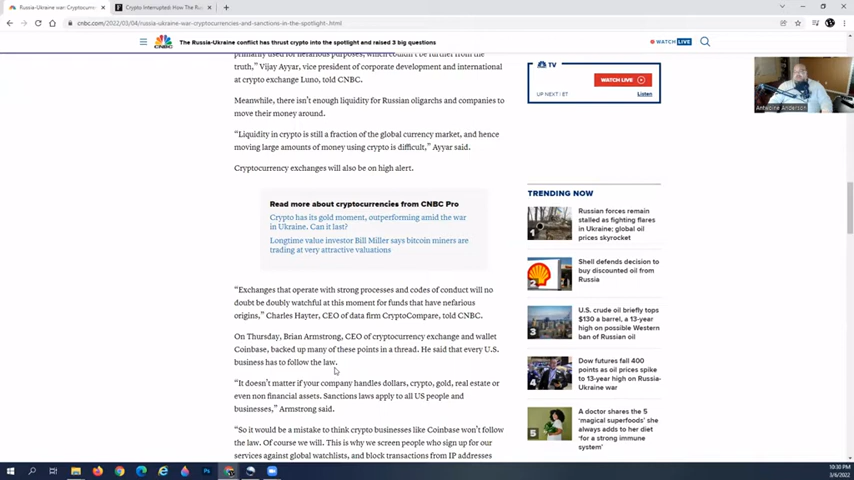 Russia-Ukraine war: Cryptocurr
Crypto Interrupted: How The Rus
cnbc.com/2022/03/04/russia-ukraine-war-cryptocurrencies-and-sanctions-in-the-spotlight.html
CNBC
The Russia-Ukraine conflict has thrust crypto into the spotlight and raised 3 big questions
WATCH LIVE
primarily used for nefarious purposes, which couldn't be further from the
truth,” Vijay Ayyar, vice president of corporate development and international
at crypto exchange Luno, told CNBC.
Meanwhile, there isn't enough liquidity for Russian oligarchs and companies to
move their money around.
“Liquidity in crypto is still a fraction of the global currency market, and hence
moving large amounts of money using crypto is difficult,” Ayyar said.
Cryptocurrency exchanges will also be on high alert.
Read more about cryptocurrencies from CNBC Pro
Crypto has its gold moment, outperforming amid the war
in Ukraine. Can it last?
Longtime value investor Bill Miller says bitcoin miners are
trading at very attractive valuations
“Exchanges that operate with strong processes and codes of conduct will no
doubt be doubly watchful at this moment for funds that have nefarious
origins,” Charles Hayter, CEO of data firm CryptoCompare, told CNBC.
On Thursday, Brian Armstrong, CEO of cryptocurrency exchange and wallet
Coinbase, backed up many of these points in a thread. He said that every U.S.
business has to follow the law.
“It doesn't matter if your company handles dollars, crypto, gold, real estate or
even non financial assets. Sanctions laws apply to all US people and
businesses,” Armstrong said.
“So it would be a mistake to think crypto businesses like Coinbase won't follow
the law. Of course we will. This is why we screen people who sign up for our
services against global watchlists, and block transactions from IP addresses
TV
WATCH LIVE
UP NEXT | ET
Listen
Antwoine Anderson
TRENDING NOW
1
Russian forces remain
stalled as fighting flares
in Ukraine; global oil
prices skyrocket
2
Shell defends decision to
buy discounted oil from
Russia
3
U.S. crude oil briefly tops
$130 a barrel, a 13-year
high on possible Western
ban of Russian oil
4
Dow futures fall 400
points as oil prices spike
to 13-year high on Russia-
Ukraine war
5
A doctor shares the 5
‘magical superfoods’ she
always adds to her diet
‘for a strong immune
system’
10:30 PM
3/6/2022